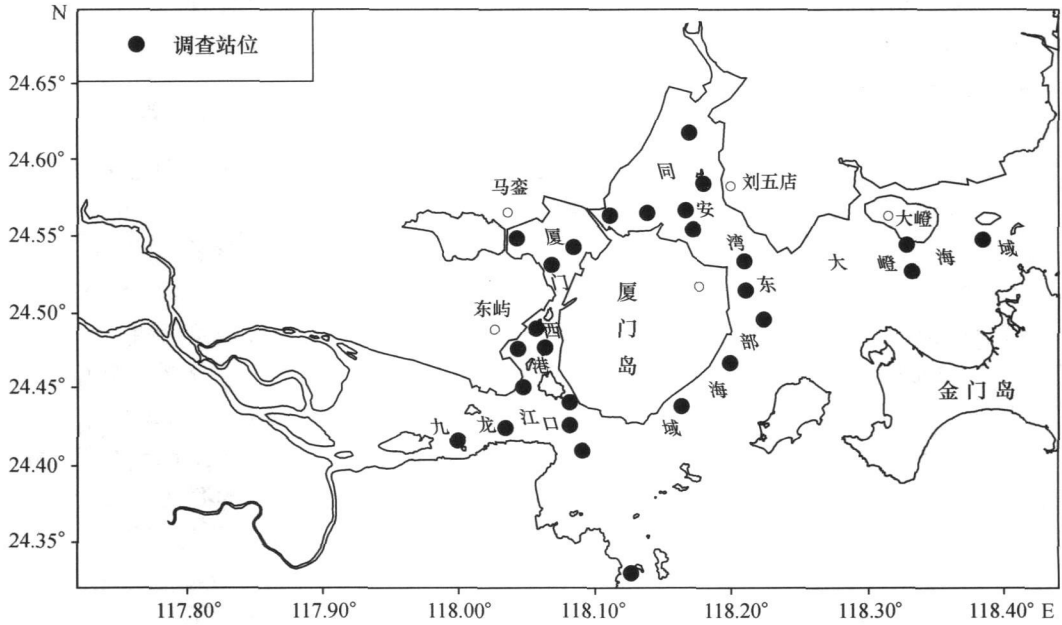 N
调查站位
24.65°
24.60°
24.55°
24.50°
24.45°
24.40°
24.35°
马銮
同安湾
刘五店
大嶝
厦门西港
东屿
厦门岛
东部海域
大嶝海域
金门岛
九龙江口
117.80°
117.90°
118.00°
118.10°
118.20°
118.30°
118.40° E